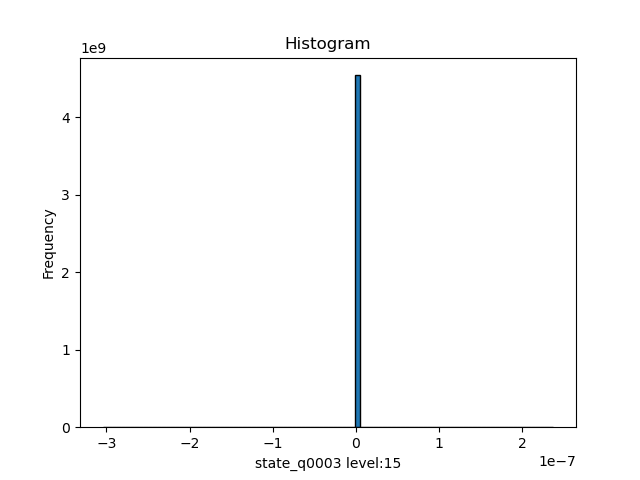 Histogram
1e9
4
3
2
1
0
Frequency
−3 −2 −1 0 1 2
1e−7
state_q0003 level:15